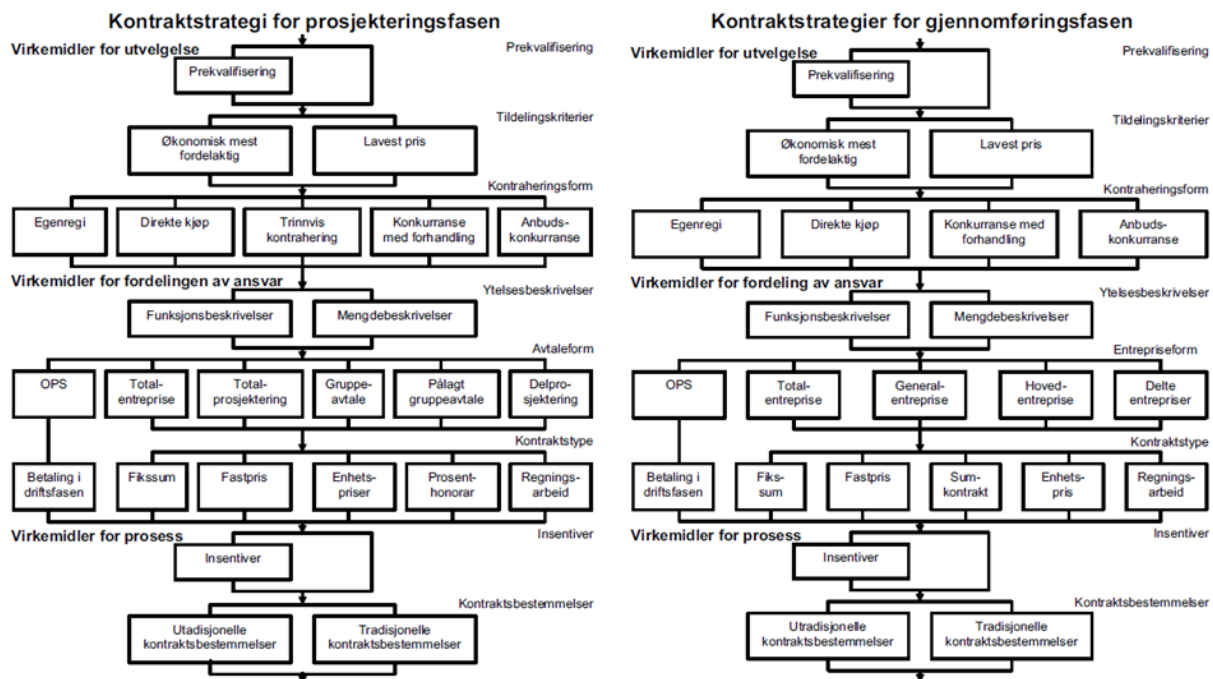 Kontraktstrategi for prosjekteringsfasen
Virkemidler for utvelgelse
Prekvalifisering
Prekvalifisering
Tildelingskriterier
Økonomisk mest
fordelaktig
Lavest pris
Kontraheringsform
Egenregi
Direkte kjøp
Trinnvis
kontrahering
Konkurranse
med forhandling
Anbuds-
konkurranse
Virkemidler for fordelingen av ansvar
Ytelsesbeskrivelser
Funksjonsbeskrivelser
Mengdebeskrivelser
Avtaleform
OPS
Total-
entreprise
Total-
prosjektering
Gruppe-
avtale
Pålagt
gruppeavtale
Delpro-
sjektering
Kontraktstype
Betaling i
driftsfasen
Fikssum
Fastpris
Enhets-
priser
Prosent-
honorar
Regnings-
arbeid
Virkemidler for prosess
Insentiver
Insentiver
Kontraktsbestemmelser
Utadisjonelle
kontraktsbestemmelser
Tradisjonelle
kontraktsbestemmelser
Kontraktstrategier for gjennomføringsfasen
Virkemidler for utvelgelse
Prekvalifisering
Prekvalifisering
Tildelingskriterier
Økonomisk mest
fordelaktig
Lavest pris
Kontraheringsform
Egenregi
Direkte kjøp
Konkurranse med
forhandling
Anbuds-
konkurranse
Virkemidler for fordeling av ansvar
Ytelsesbeskrivelser
Funksjonsbeskrivelser
Mengdebeskrivelser
Entrepriseform
OPS
Total-
entreprise
General-
entreprise
Hoved-
entreprise
Delte
entrepriser
Kontraktstype
Betaling i
driftsfasen
Fiks-
sum
Fastpris
Sum-
kontrakt
Enhets-
pris
Regnings-
arbeid
Virkemidler for prosess
Insentiver
Insentiver
Kontraktsbestemmelser
Utradisjonelle
kontraktsbestemmelser
Tradisjonelle
kontraktsbestemmelser